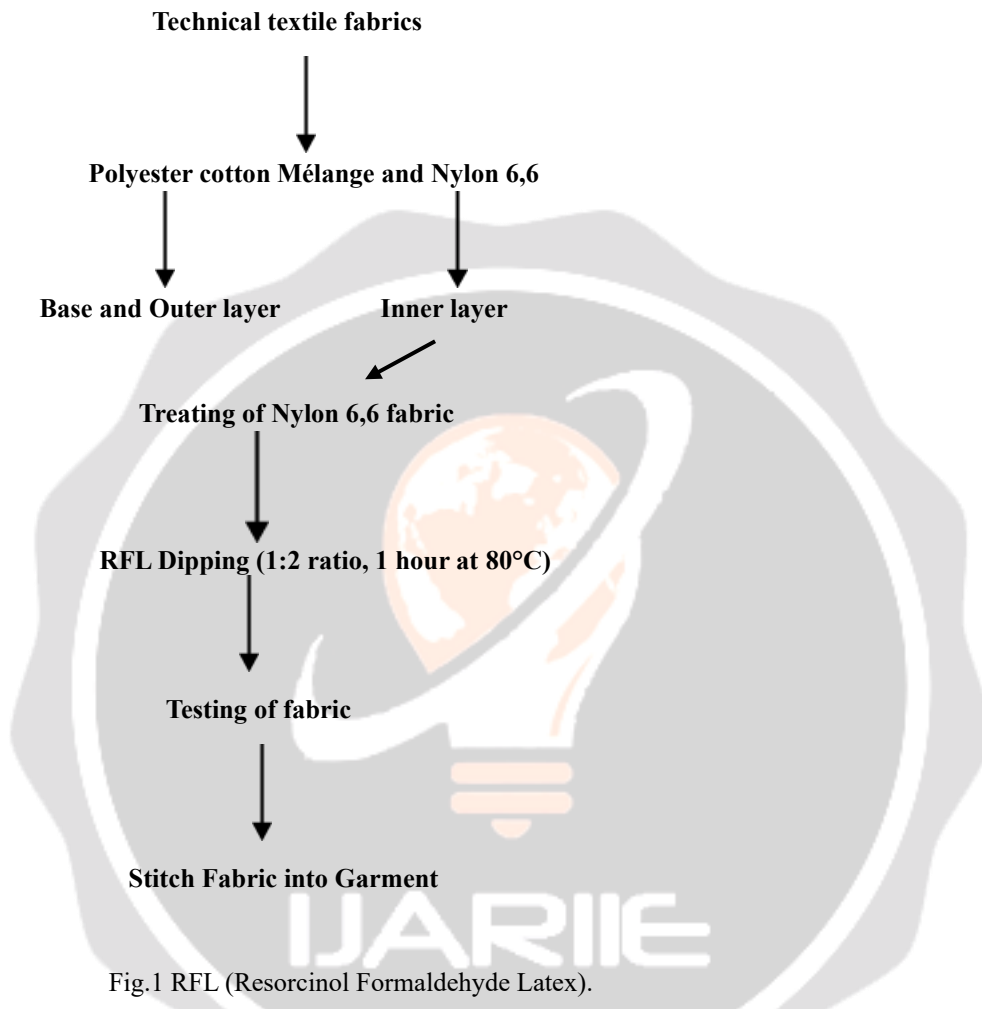 Technical textile fabrics
Polyester cotton Mélange and Nylon 6,6
Base and Outer layer
Inner layer
Treating of Nylon 6,6 fabric
RFL Dipping (1:2 ratio, 1 hour at 80°C)
Testing of fabric
Stitch Fabric into Garment
IJARIIE
Fig.1 RFL (Resorcinol Formaldehyde Latex).